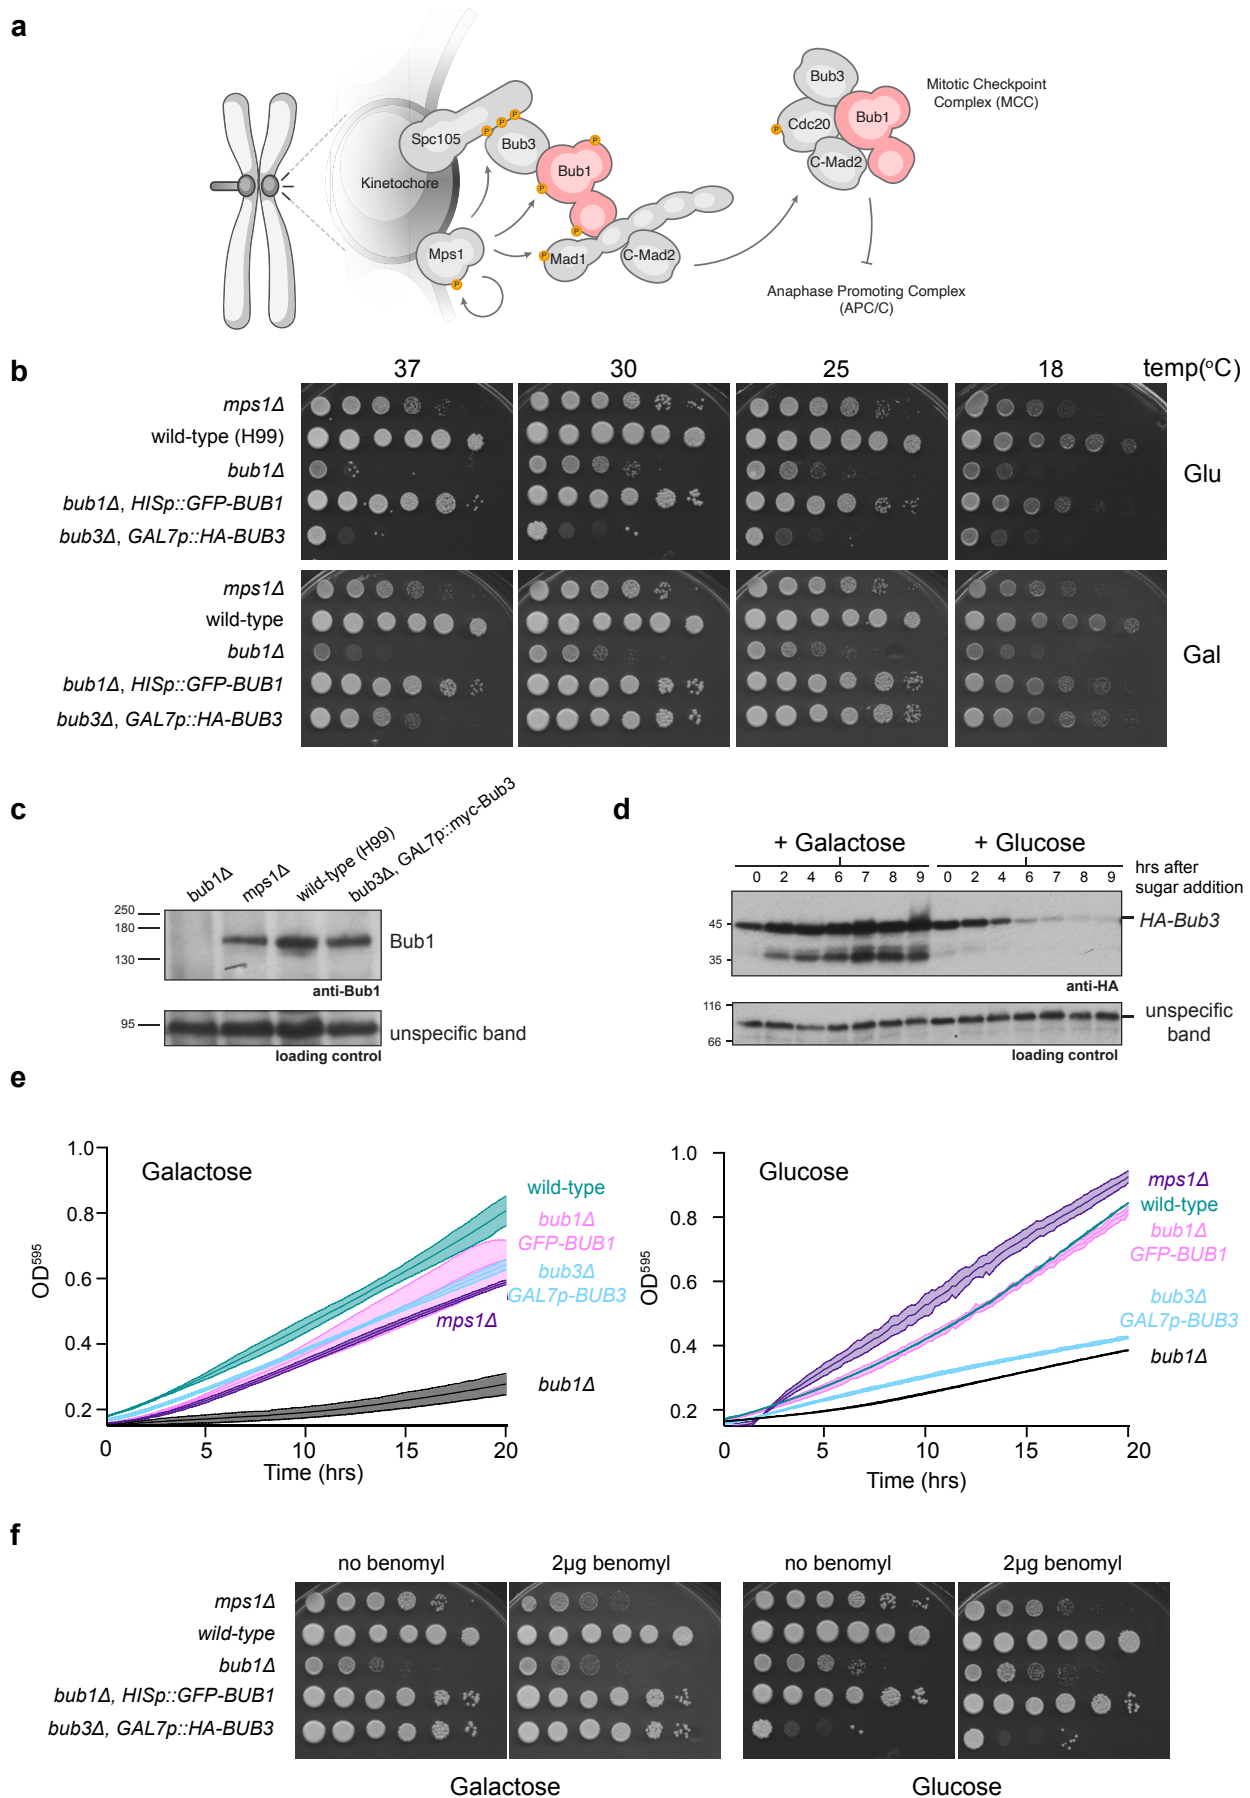 a
Bub3
Mitotic Checkpoint
Complex (MCC)
Cdc20
Bub1
C-Mad2
P
Spc105
P
P
P
Bub3
P
Bub1
P
Kinetochore
P
Mps1
P
P
Mad1
C-Mad2
Anaphase Promoting Complex
(APC/C)
b
37
30
25
18
temp(°C)
mps1Δ
wild-type (H99)
bub1Δ
bub1Δ, HISp::GFP-BUB1
bub3Δ, GAL7p::HA-BUB3
Glu
mps1Δ
wild-type
bub1Δ
bub1Δ, HISp::GFP-BUB1
bub3Δ, GAL7p::HA-BUB3
Gal
c
bub1Δ
mps1Δ
wild-type (H99)
bub3Δ, GAL7p::myc-Bub3
250
180
130
Bub1
anti-Bub1
95
unspecific band
loading control
d
+ Galactose
+ Glucose
0 2 4 6 7 8 9 0 2 4 6 7 8 9
hrs after
sugar addition
45
35
HA-Bub3
anti-HA
116
66
unspecific
band
loading control
e
Galactose
1.0
0.8
0.6
0.4
0.2
OD595
0 5 10 15 20
Time (hrs)
wild-type
bub1Δ
GFP-BUB1
bub3Δ
GAL7p-BUB3
mps1Δ
bub1Δ
Glucose
1.0
0.8
0.6
0.4
0.2
OD595
0 5 10 15 20
Time (hrs)
mps1Δ
wild-type
bub1Δ
GFP-BUB1
bub3Δ
GAL7p-BUB3
bub1Δ
f
no benomyl
2μg benomyl
no benomyl
2μg benomyl
mps1Δ
wild-type
bub1Δ
bub1Δ, HISp::GFP-BUB1
bub3Δ, GAL7p::HA-BUB3
Galactose
Glucose